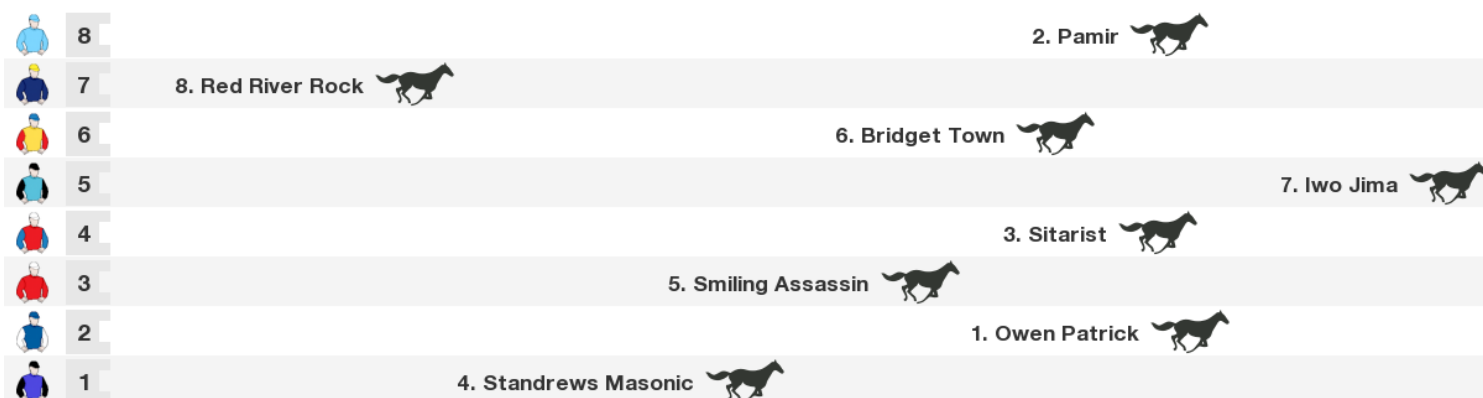 8 2. Pamir
7 8. Red River Rock
6 6. Bridget Town
5 7. Iwo Jima
4 3. Sitarist
3 5. Smiling Assassin
2 1. Owen Patrick
1 4. Standrews Masonic